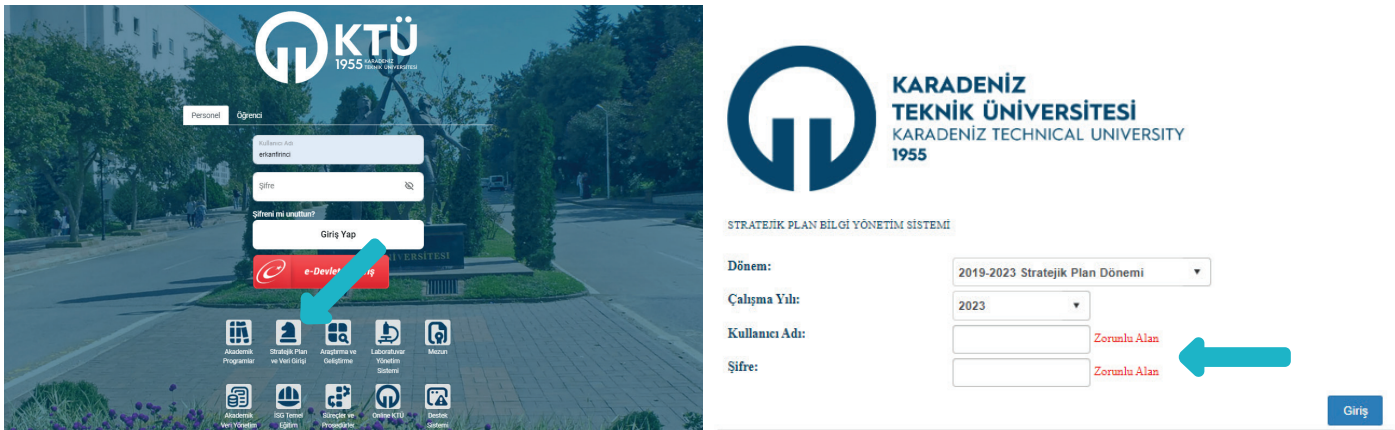 KTÜ
1955 KARADENİZ
TEKNİK ÜNİVERSİTESİ
Personel
Öğrenci
Kullanıcı Adı
erkanfirinci
Şifre
Şifreni mi unuttun?
Giriş Yap
e-Devlet
Akademik
Programlar
Stratejik Plan
ve Veri Girişi
Araştırma ve
Geliştirme
Laboratuvar
Yönetim
Sistemi
Mezun
Akademik
Veri Yönetim
İSG Temel
Eğitim
Süreçler ve
Prosedürler
Online KTÜ
Destek
Sistemi
KARADENİZ
TEKNİK ÜNİVERSİTESİ
KARADENIZ TECHNICAL UNIVERSITY
1955
STRATEJİK PLAN BİLGİ YÖNETİM SİSTEMİ
Dönem:
2019-2023 Stratejik Plan Dönemi
Çalışma Yılı:
2023
Kullanıcı Adı:
Zorunlu Alan
Şifre:
Zorunlu Alan
Giriş